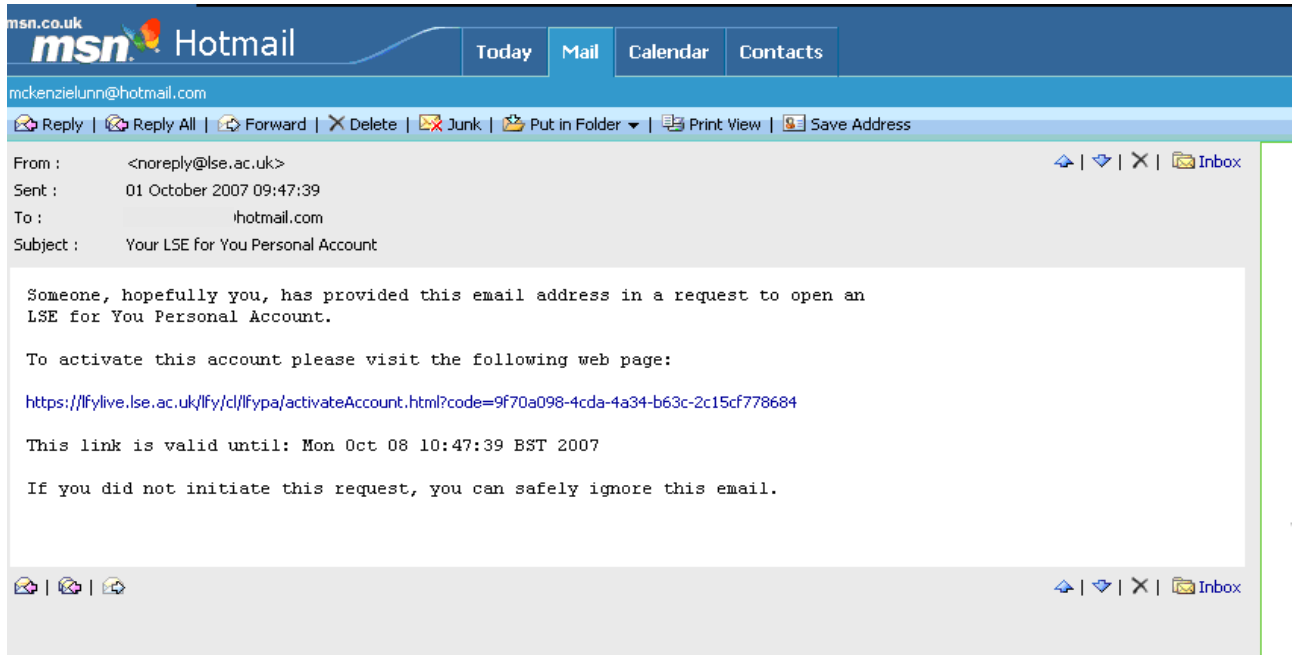 msn.co.uk
msn Hotmail
Today Mail Calendar Contacts
mckenzielunn@hotmail.com
Reply | Reply All | Forward | Delete | Junk | Put in Folder | Print View | Save Address
From : <noreply@lse.ac.uk> | | | Inbox
Sent : 01 October 2007 09:47:39
To : hotmail.com
Subject : Your LSE for You Personal Account
Someone, hopefully you, has provided this email address in a request to open an
LSE for You Personal Account.
To activate this account please visit the following web page:
https://lfylive.lse.ac.uk/lfy/cl/lfypa/activateAccount.html?code=9f70a098-4cda-4a34-b63c-2c15cf778684
This link is valid until: Mon Oct 08 10:47:39 BST 2007
If you did not initiate this request, you can safely ignore this email.
| | | | | Inbox